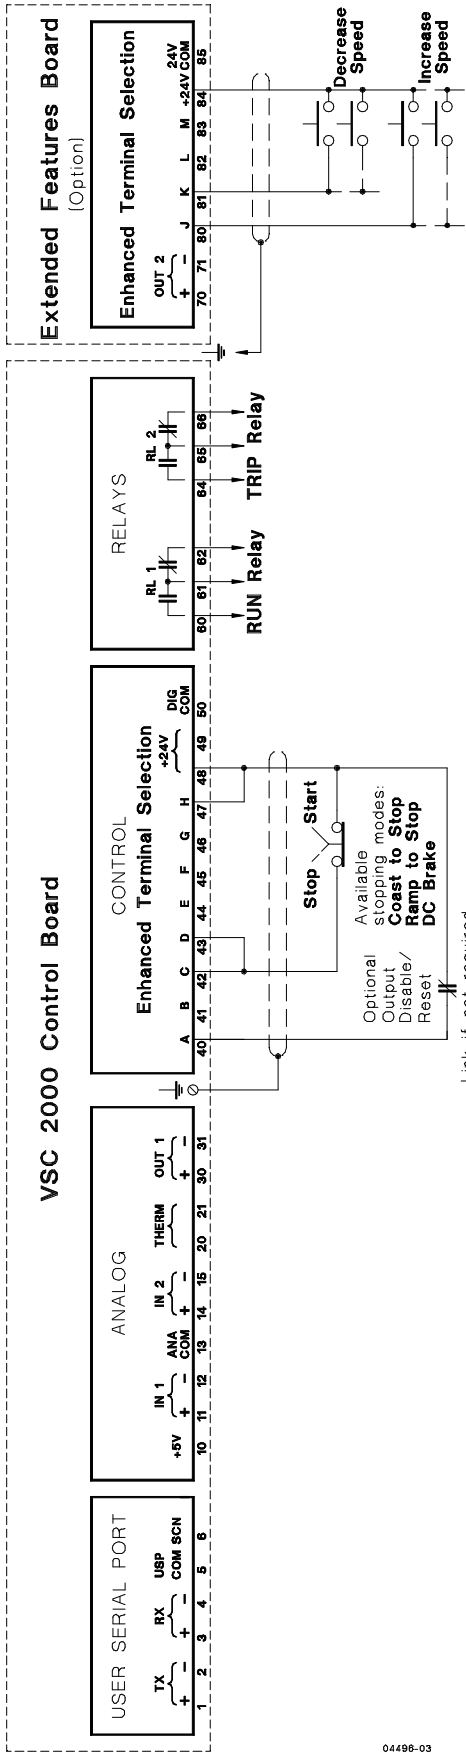 VSC 2000 Control Board
Extended Features Board
(Option)
USER SERIAL PORT
TX RX USP
+ − + − COM SCN
1 2 3 4 5 6
ANALOG
+5V IN 1 ANA COM IN 2 THERM OUT 1
+ − + − + −
10 11 12 13 14 15 20 21 30 31
CONTROL
Enhanced Terminal Selection
+24V DIG COM
A B C D E F G H
40 41 42 43 44 45 46 47 48 49 50
RELAYS
RL 1 RL 2
60 61 62 64 65 66
RUN Relay TRIP Relay
Enhanced Terminal Selection
OUT 2 24V
+ − J K L M +24V COM
70 71 80 81 82 83 84 85
Stop Start
Available
stopping modes:
Coast to Stop
Ramp to Stop
DC Brake
Optional
Output
Disable/
Reset
Decrease
Speed
Increase
Speed
04496-03